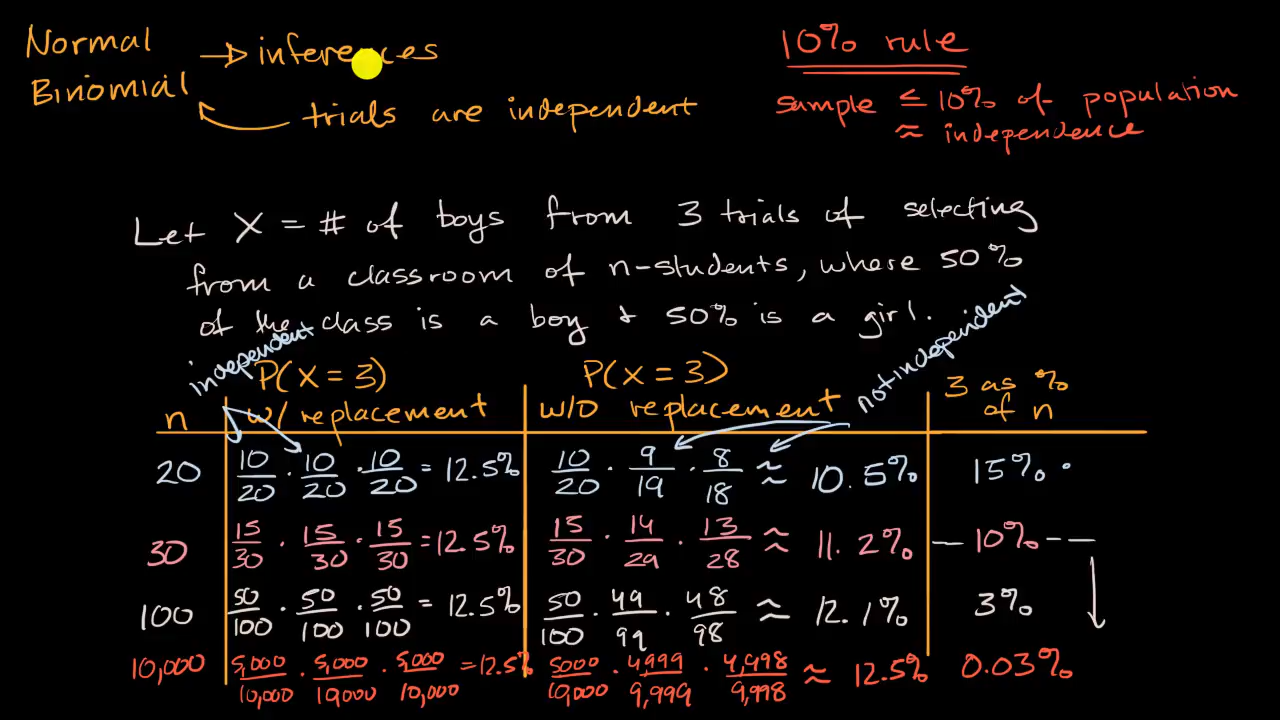 Normal
Binomial
→ inferences
trials are independent
10% rule
sample ≤ 10% of population
≈ independence
Let X = # of boys from 3 trials of selecting
from a classroom of n-students, where 50%
of the class is a boy + 50% is a girl.
independent
not independent
n
P(X = 3)
w/ replacement
P(X = 3)
w/o replacement
3 as %
of n
20 10/20 · 10/20 · 10/20 = 12.5% 10/20 · 9/19 · 8/18 ≈ 10.5% 15%
30 15/30 · 15/30 · 15/30 = 12.5% 15/30 · 14/29 · 13/28 ≈ 11.2% 10%
100 50/100 · 50/100 · 50/100 = 12.5% 50/100 · 49/99 · 48/98 ≈ 12.1% 3%
10,000 5,000/10,000 · 5,000/10,000 · 5,000/10,000 = 12.5% 5000/10,000 · 4,999/9,999 · 4,998/9,998 ≈ 12.5% 0.03%